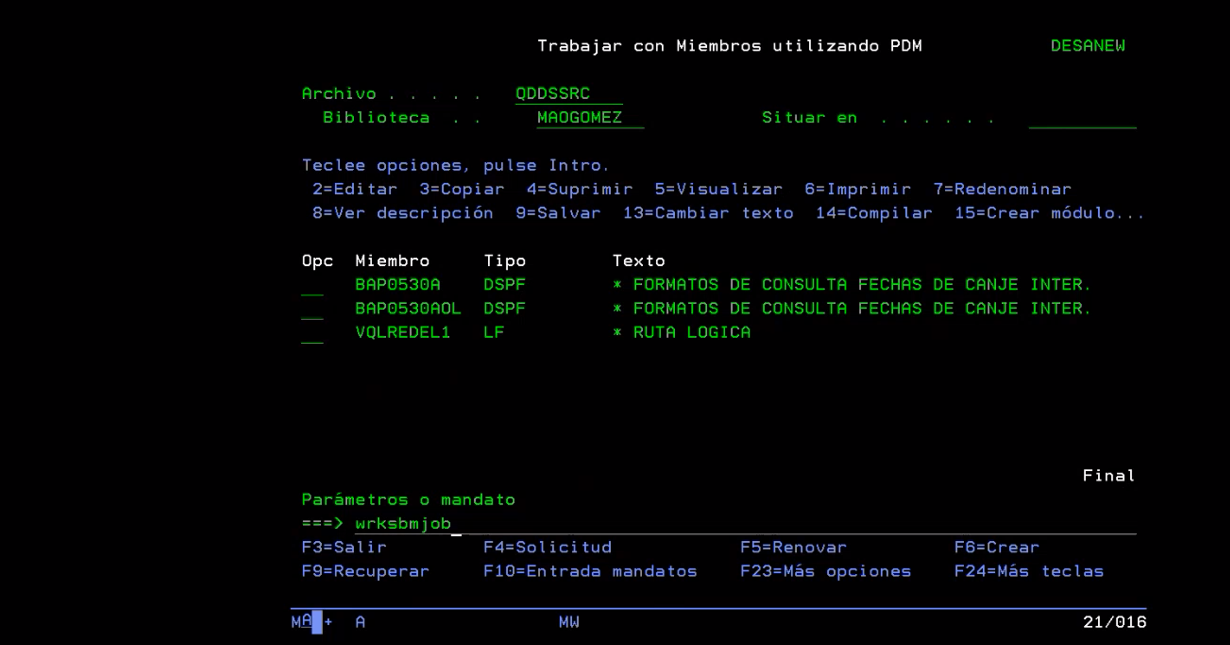 Trabajar con Miembros utilizando PDM DESANEW
Archivo . . . . . QDDSSRC
Biblioteca . . MAOGOMEZ Situar en . . . . . .
Teclee opciones, pulse Intro.
2=Editar 3=Copiar 4=Suprimir 5=Visualizar 6=Imprimir 7=Redenominar
8=Ver descripción 9=Salvar 13=Cambiar texto 14=Compilar 15=Crear módulo...
Opc Miembro Tipo Texto
BAP0530A DSPF * FORMATOS DE CONSULTA FECHAS DE CANJE INTER.
BAP0530AOL DSPF * FORMATOS DE CONSULTA FECHAS DE CANJE INTER.
VQLREDEL1 LF * RUTA LOGICA
Final
Parámetros o mandato
===> wrksbmjob
F3=Salir F4=Solicitud F5=Renovar F6=Crear
F9=Recuperar F10=Entrada mandatos F23=Más opciones F24=Más teclas
MA + A MW 21/016